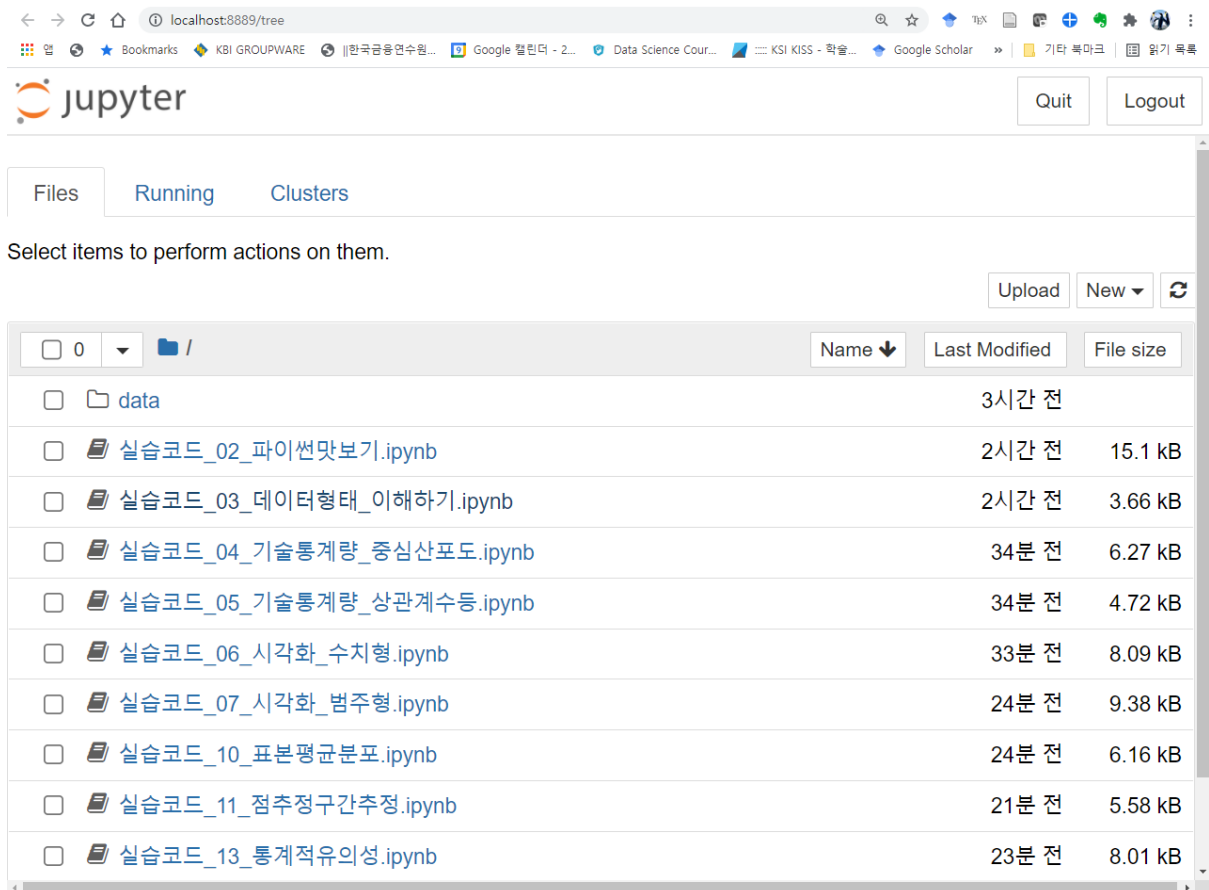 localhost:8889/tree
앱 Bookmarks KBI GROUPWARE ||한국금융연수원... Google 캘린더 - 2... Data Science Cour... ::::: KSI KISS - 학술... Google Scholar » 기타 북마크 읽기 목록
jupyter Quit Logout
Files Running Clusters
Select items to perform actions on them.
Upload New
0 / Name Last Modified File size
data 3시간 전
실습코드_02_파이썬맛보기.ipynb 2시간 전 15.1 kB
실습코드_03_데이터형태_이해하기.ipynb 2시간 전 3.66 kB
실습코드_04_기술통계량_중심산포도.ipynb 34분 전 6.27 kB
실습코드_05_기술통계량_상관계수등.ipynb 34분 전 4.72 kB
실습코드_06_시각화_수치형.ipynb 33분 전 8.09 kB
실습코드_07_시각화_범주형.ipynb 24분 전 9.38 kB
실습코드_10_표본평균분포.ipynb 24분 전 6.16 kB
실습코드_11_점추정구간추정.ipynb 21분 전 5.58 kB
실습코드_13_통계적유의성.ipynb 23분 전 8.01 kB